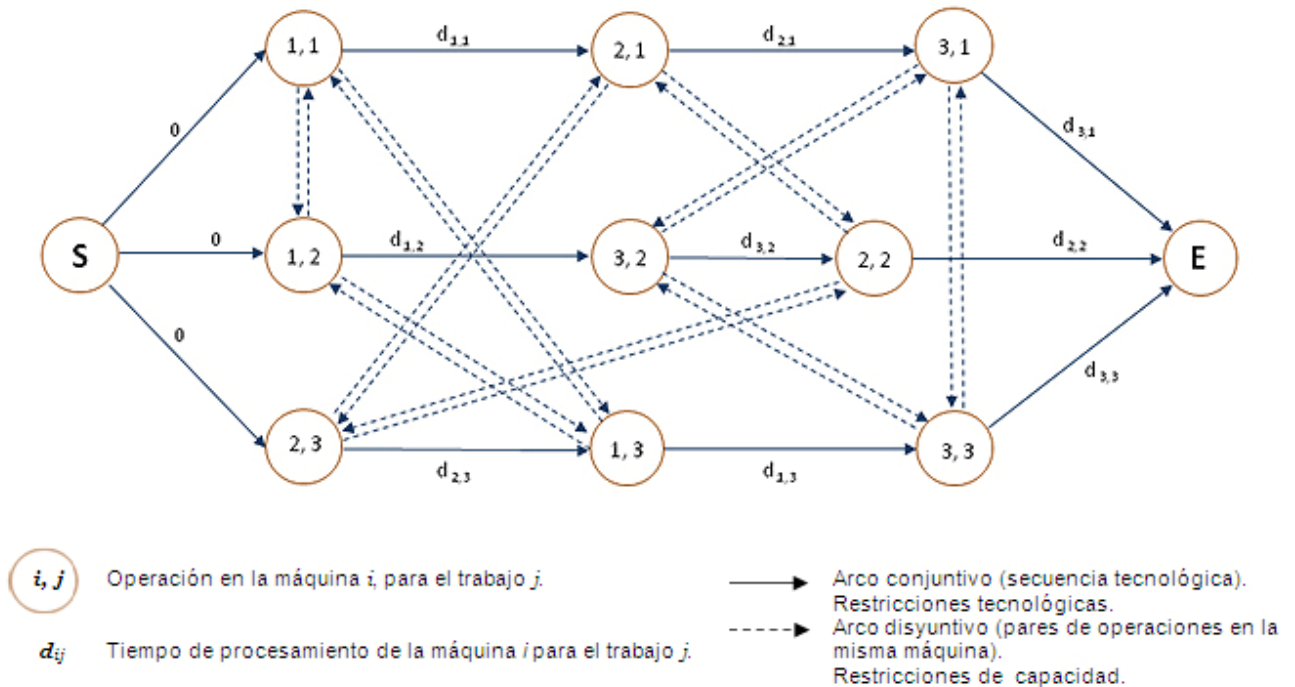 1, 1
d1,1
2, 1
d2,1
3, 1
0
d3,1
S
0
1, 2
d1,2
3, 2
d3,2
2, 2
d2,2
E
0
2, 3
d2,3
1, 3
d1,3
3, 3
d3,3
i, j
Operación en la máquina i, para el trabajo j.
Arco conjuntivo (secuencia tecnológica).
Restricciones tecnológicas.
dij
Tiempo de procesamiento de la máquina i para el trabajo j.
Arco disyuntivo (pares de operaciones en la
misma máquina).
Restricciones de capacidad.